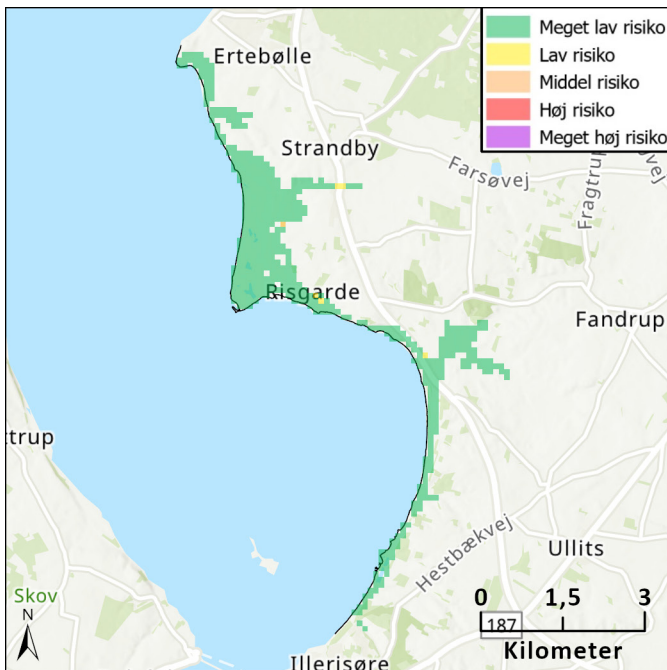 Meget lav risiko
Lav risiko
Middel risiko
Høj risiko
Meget høj risiko
Ertebølle
Strandby
Farsøvej
Fragtrup
Risgarde
Fandrup
trup
Hestbækvej
Ullits
Skov
N
0 1,5 3
187
Kilometer
Illerisøre